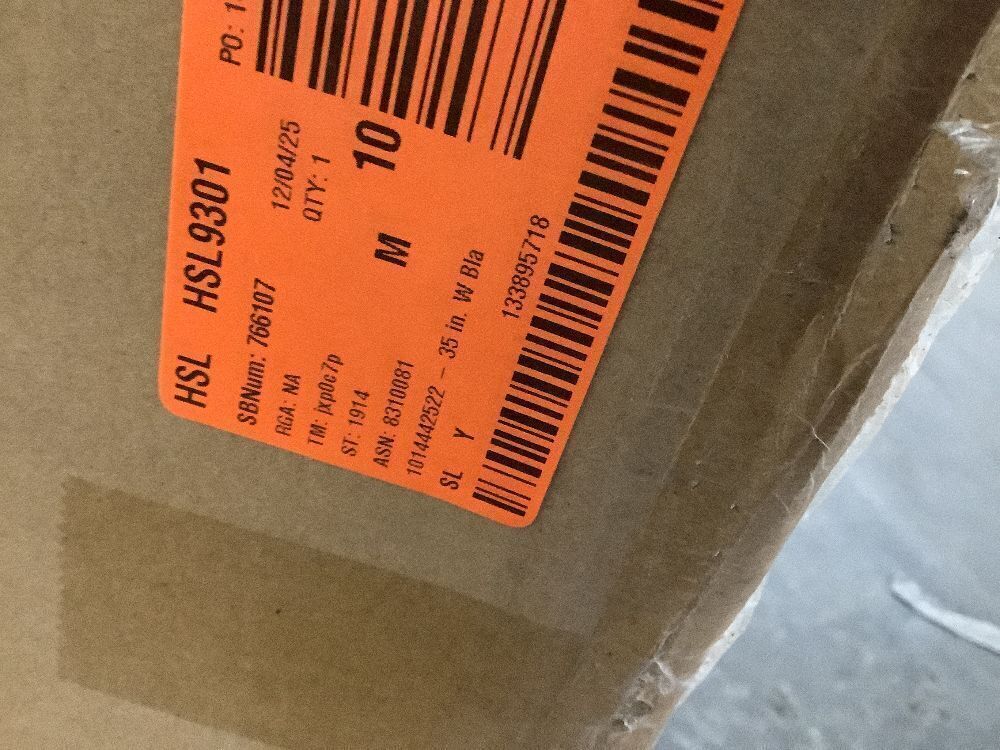 HSL HSL9301 PO: 1
SBNum: 766107 12/04/25
RGA: NA QTY: 1
TM: jxp0c7p
ST: 1914 M 10
ASN: 8310081
1014442522 - 35 in. W Bla
SL Y 133895718